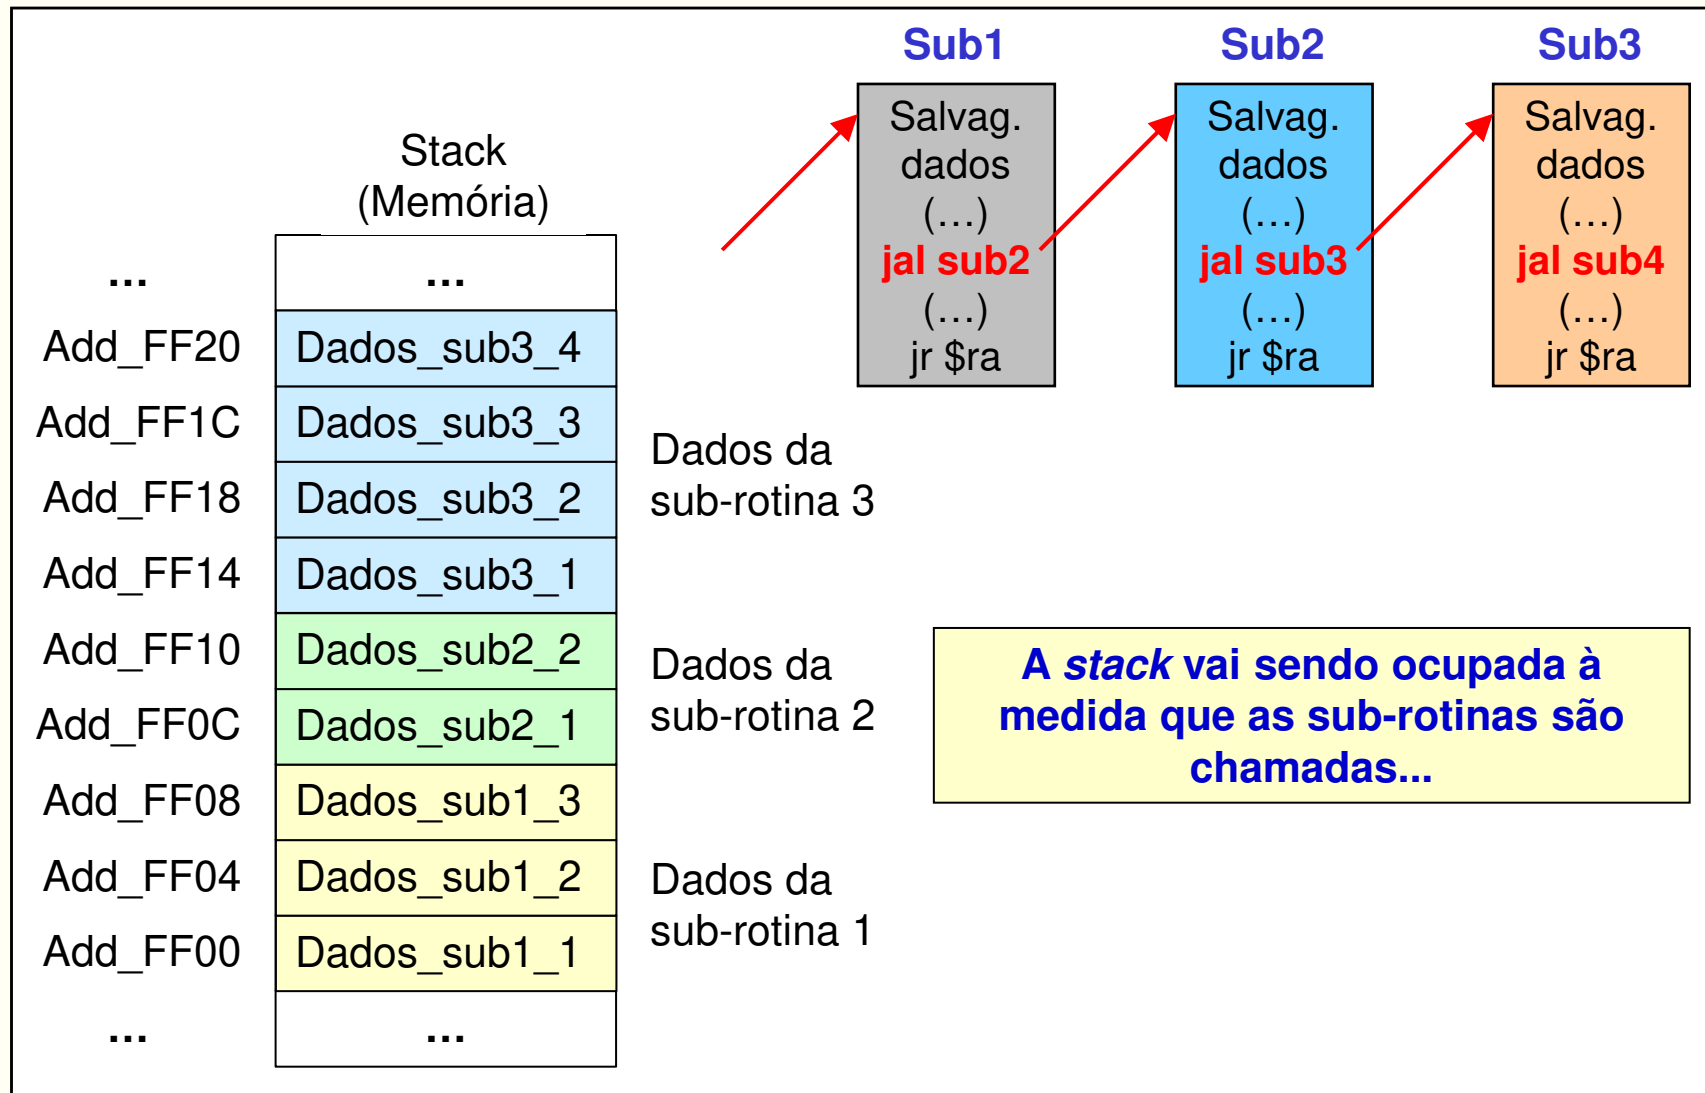 Sub1
Salvag.
dados
(…)
jal sub2
(…)
jr $ra
Sub2
Salvag.
dados
(…)
jal sub3
(…)
jr $ra
Sub3
Salvag.
dados
(…)
jal sub4
(…)
jr $ra
Stack
(Memória)
... ...
Add_FF20 Dados_sub3_4
Add_FF1C Dados_sub3_3
Add_FF18 Dados_sub3_2
Add_FF14 Dados_sub3_1
Add_FF10 Dados_sub2_2
Add_FF0C Dados_sub2_1
Add_FF08 Dados_sub1_3
Add_FF04 Dados_sub1_2
Add_FF00 Dados_sub1_1
... ...
Dados da
sub-rotina 3
Dados da
sub-rotina 2
Dados da
sub-rotina 1
A stack vai sendo ocupada à
medida que as sub-rotinas são
chamadas...